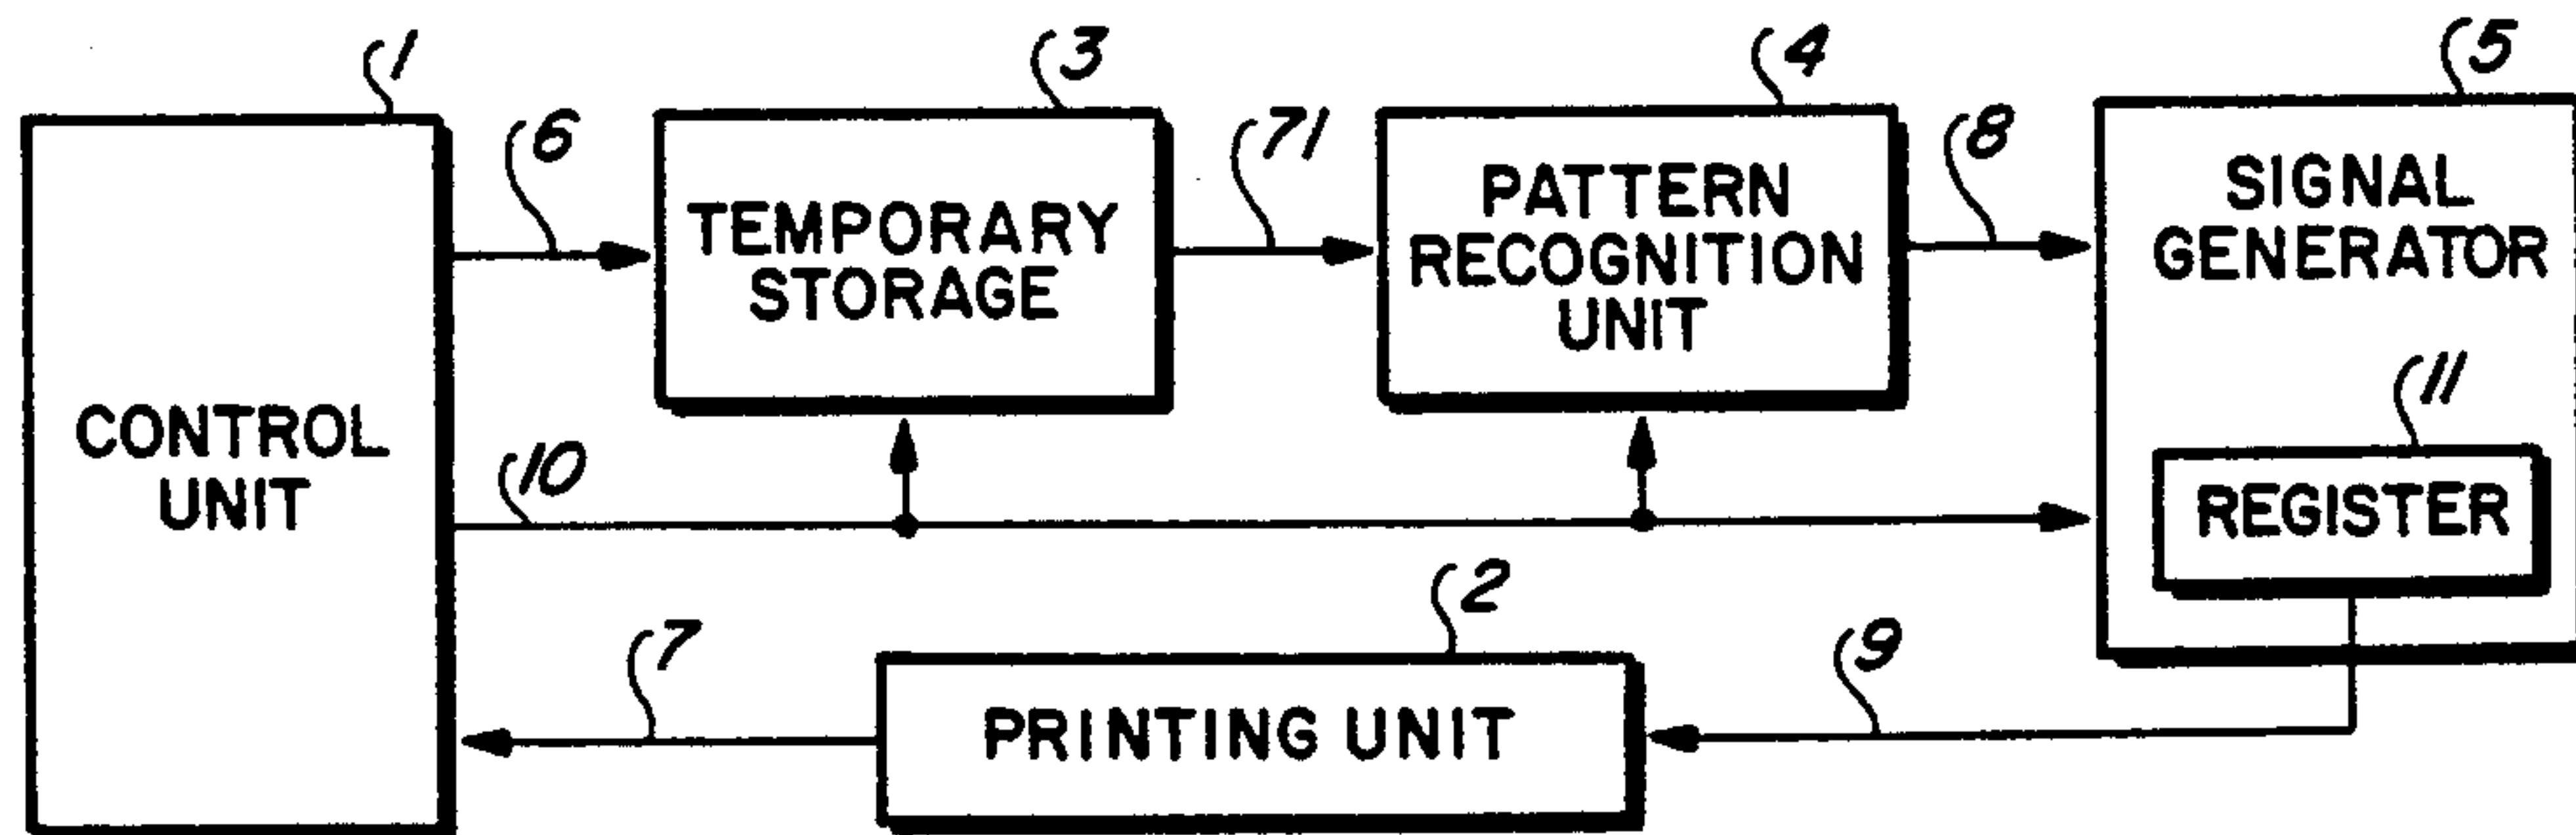 1
3
4
5
6
71
8
TEMPORARY
STORAGE
PATTERN
RECOGNITION
UNIT
SIGNAL
GENERATOR
CONTROL
UNIT
10
11
REGISTER
2
7
9
PRINTING UNIT